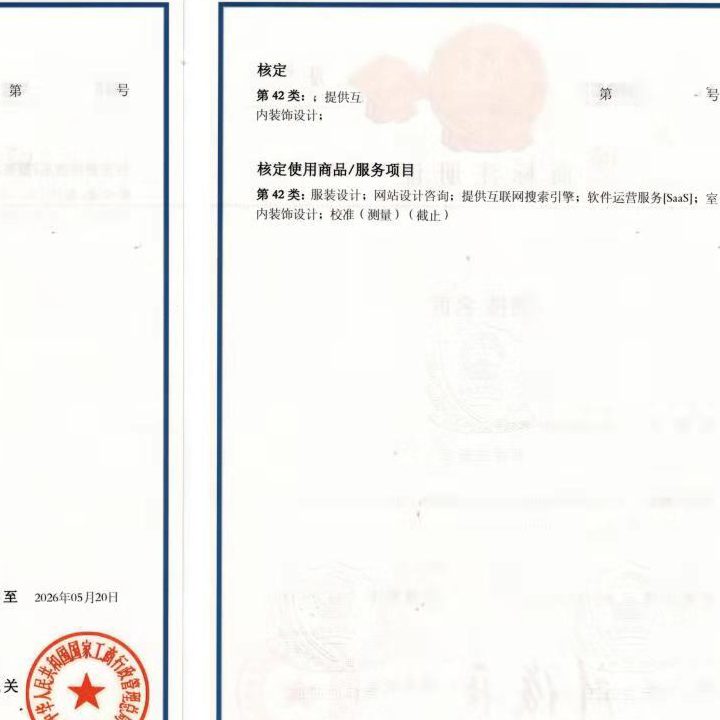 第 号
至 2026年05月20日
关
中华人民共和国国家工商行政管理总局
第 号
核定
第 42 类：；提供互
内装饰设计；
核定使用商品/服务项目
第 42 类：服装设计；网站设计咨询；提供互联网搜索引擎；软件运营服务[SaaS]；室
内装饰设计；校准（测量）（截止）